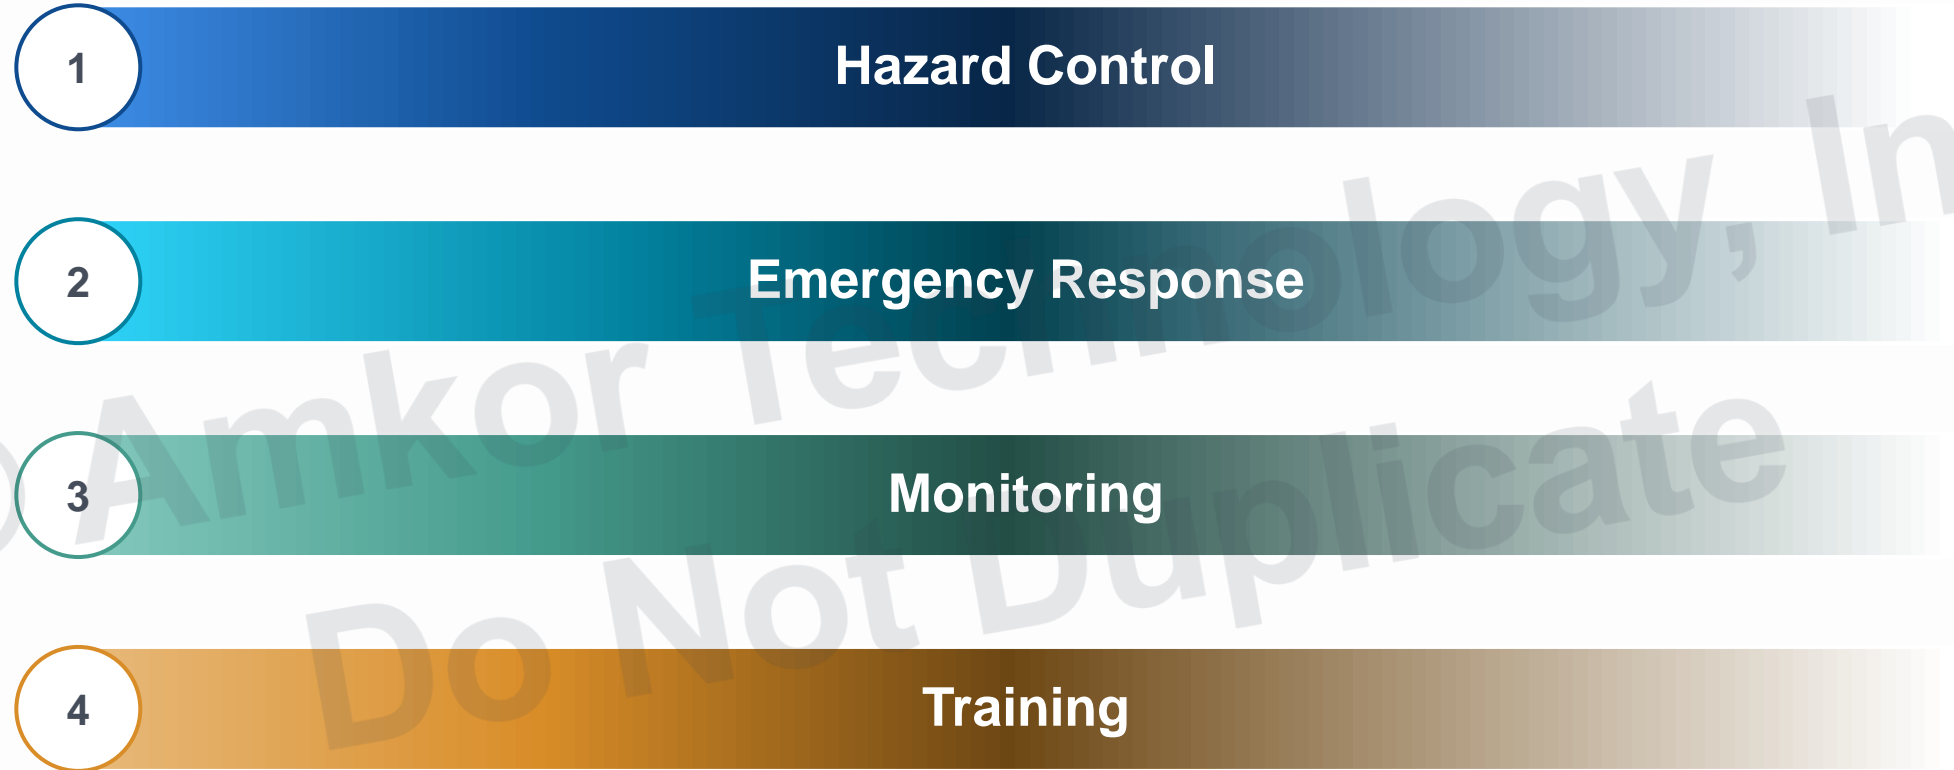 1
Hazard Control
2
Emergency Response
3
Monitoring
4
Training
Amkor Technology, In
Do Not Duplicate